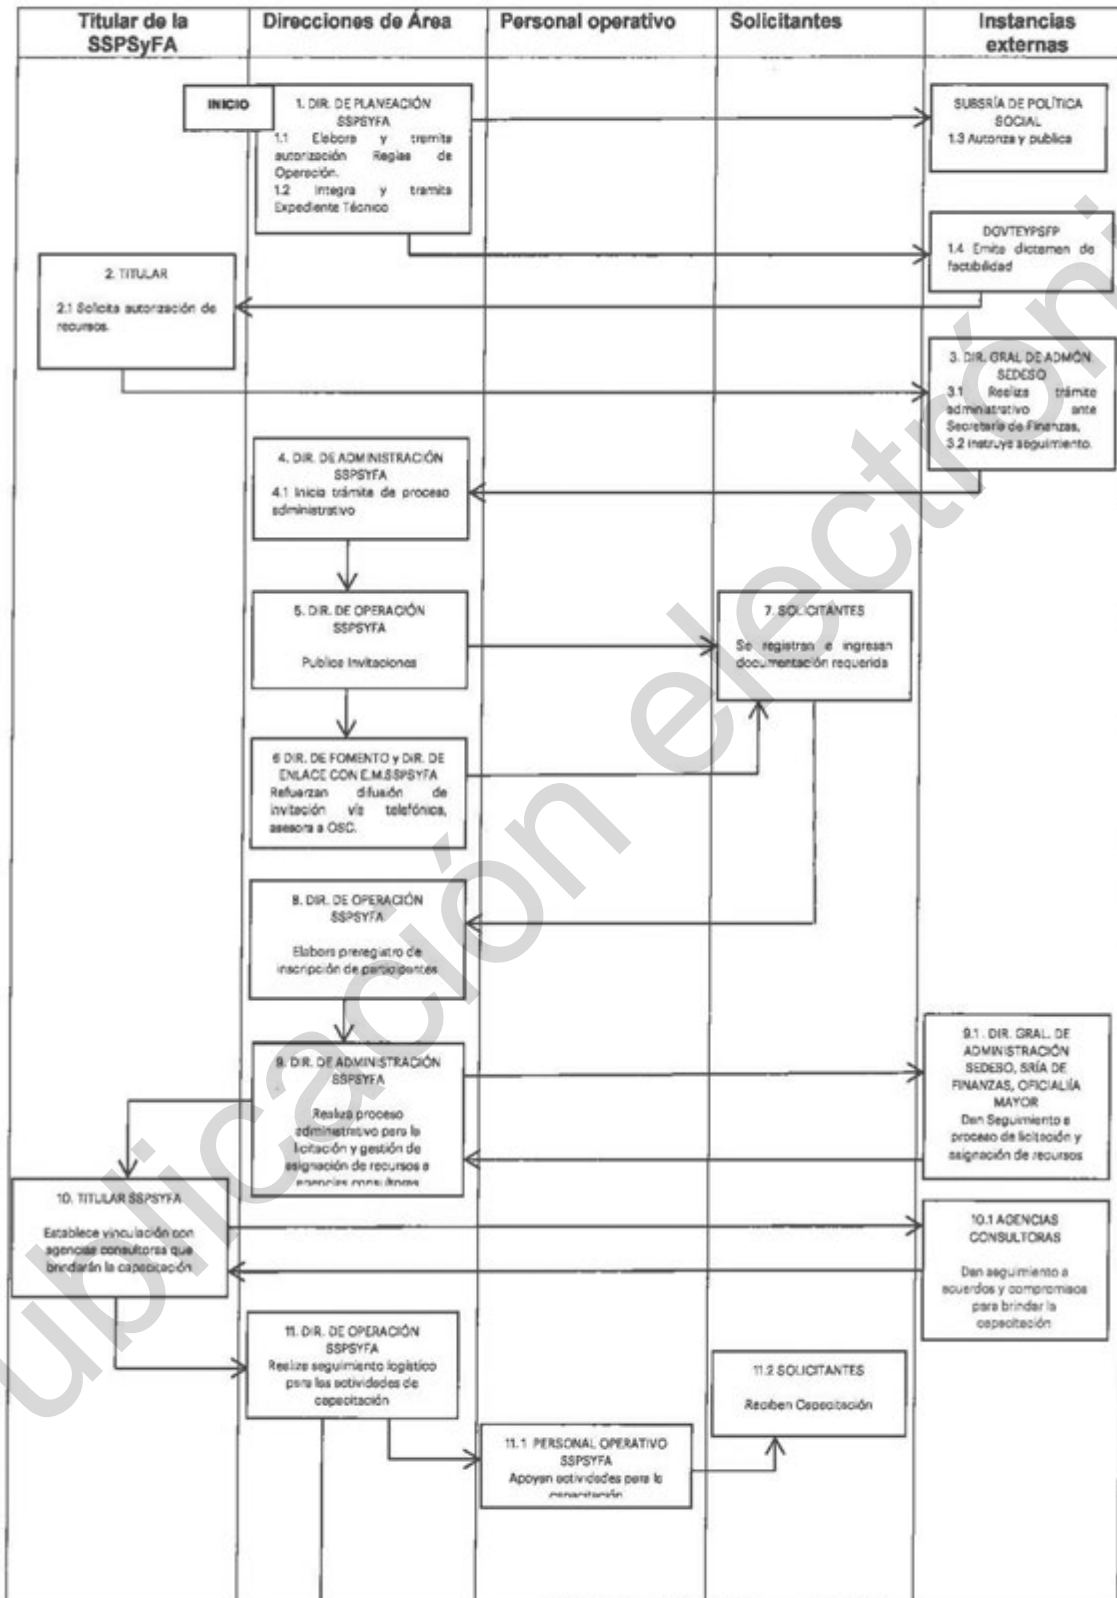 Titular de la
SSPSyFA
Direcciones de Área
Personal operativo
Solicitantes
Instancias
externas
INICIO
1. DIR. DE PLANEACIÓN
SSPSYFA
1.1 Elabora y tramita
autorización Reglas de
Operación.
1.2 Integra y tramita
Expediente Técnico
SUBSRÍA DE POLÍTICA
SOCIAL
1.3 Autoriza y publica
DGVTEYPSFP
1.4 Emite dictamen de
factibilidad
2. TITULAR
2.1 Solicita autorización de
recursos.
3. DIR. GRAL DE ADMÓN
SEDESO
3.1 Realiza trámite
administrativo ante
Secretaría de Finanzas.
3.2 Instruye seguimiento.
4. DIR. DE ADMINISTRACIÓN
SSPSYFA
4.1 Inicia trámite de proceso
administrativo
5. DIR. DE OPERACIÓN
SSPSYFA
Publica Invitaciones
7. SOLICITANTES
Se registran e ingresan
documentación requerida
6 DIR. DE FOMENTO y DIR. DE
ENLACE CON E.M.SSPSYFA
Refuerzan difusión de
invitación vía telefónica,
asesora a OSC.
8. DIR. DE OPERACIÓN
SSPSYFA
Elabora preregistro de
inscripción de participantes
9. DIR. DE ADMINISTRACIÓN
SSPSYFA
Realiza proceso
administrativo para la
licitación y gestión de
asignación de recursos a
agencias consultoras
9.1. DIR. GRAL. DE
ADMINISTRACIÓN
SEDESO, SRÍA DE
FINANZAS, OFICIALÍA
MAYOR
Dan Seguimiento a
proceso de licitación y
asignación de recursos
10. TITULAR SSPSYFA
Establece vinculación con
agencias consultoras que
brindarán la capacitación.
10.1 AGENCIAS
CONSULTORAS
Dan seguimiento a
acuerdos y compromisos
para brindar la
capacitación
11. DIR. DE OPERACIÓN
SSPSYFA
Realiza seguimiento logístico
para las actividades de
capacitación
11.2 SOLICITANTES
Reciben Capacitación
11.1 PERSONAL OPERATIVO
SSPSYFA
Apoyan actividades para la
capacitación
ublicación electróni